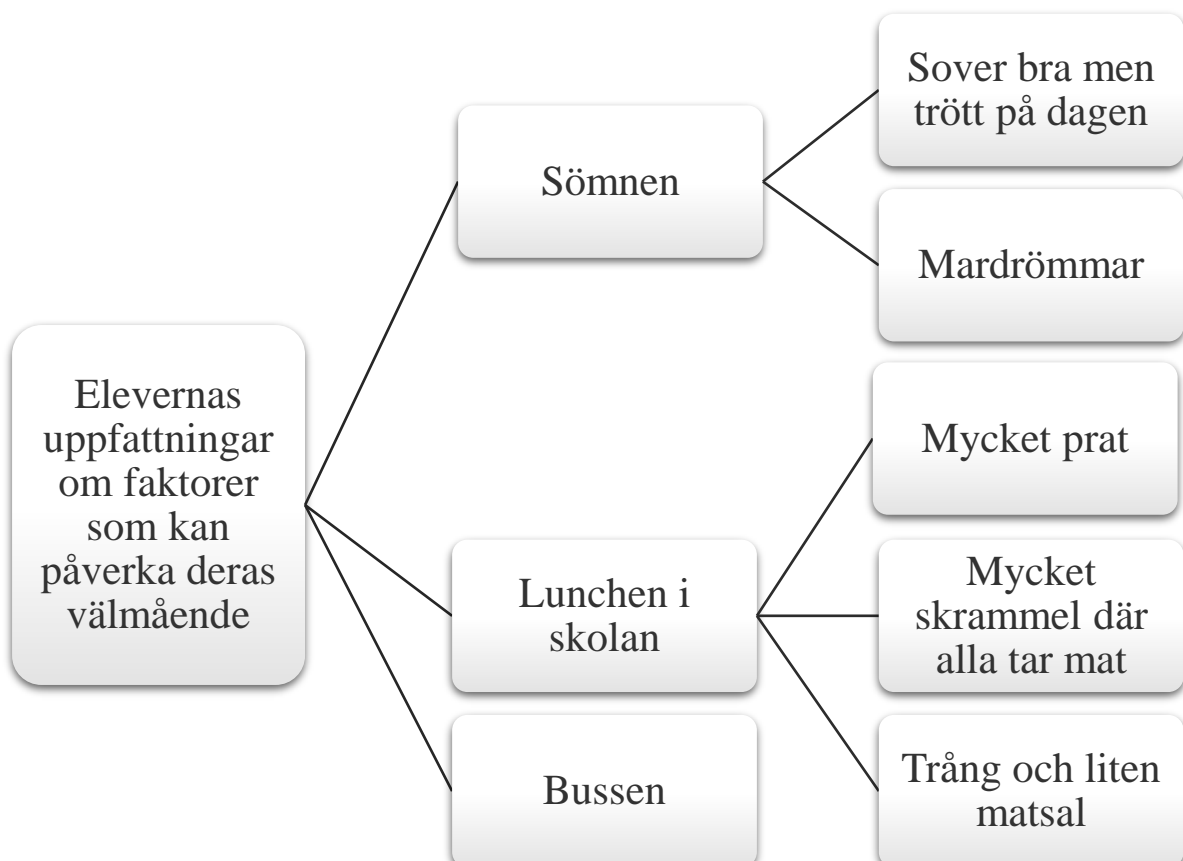 Elevernas
uppfattningar
om faktorer
som kan
påverka deras
välmående
Sömnen
Sover bra men
trött på dagen
Mardrömmar
Lunchen i
skolan
Mycket prat
Mycket
skrammel där
alla tar mat
Trång och liten
matsal
Bussen